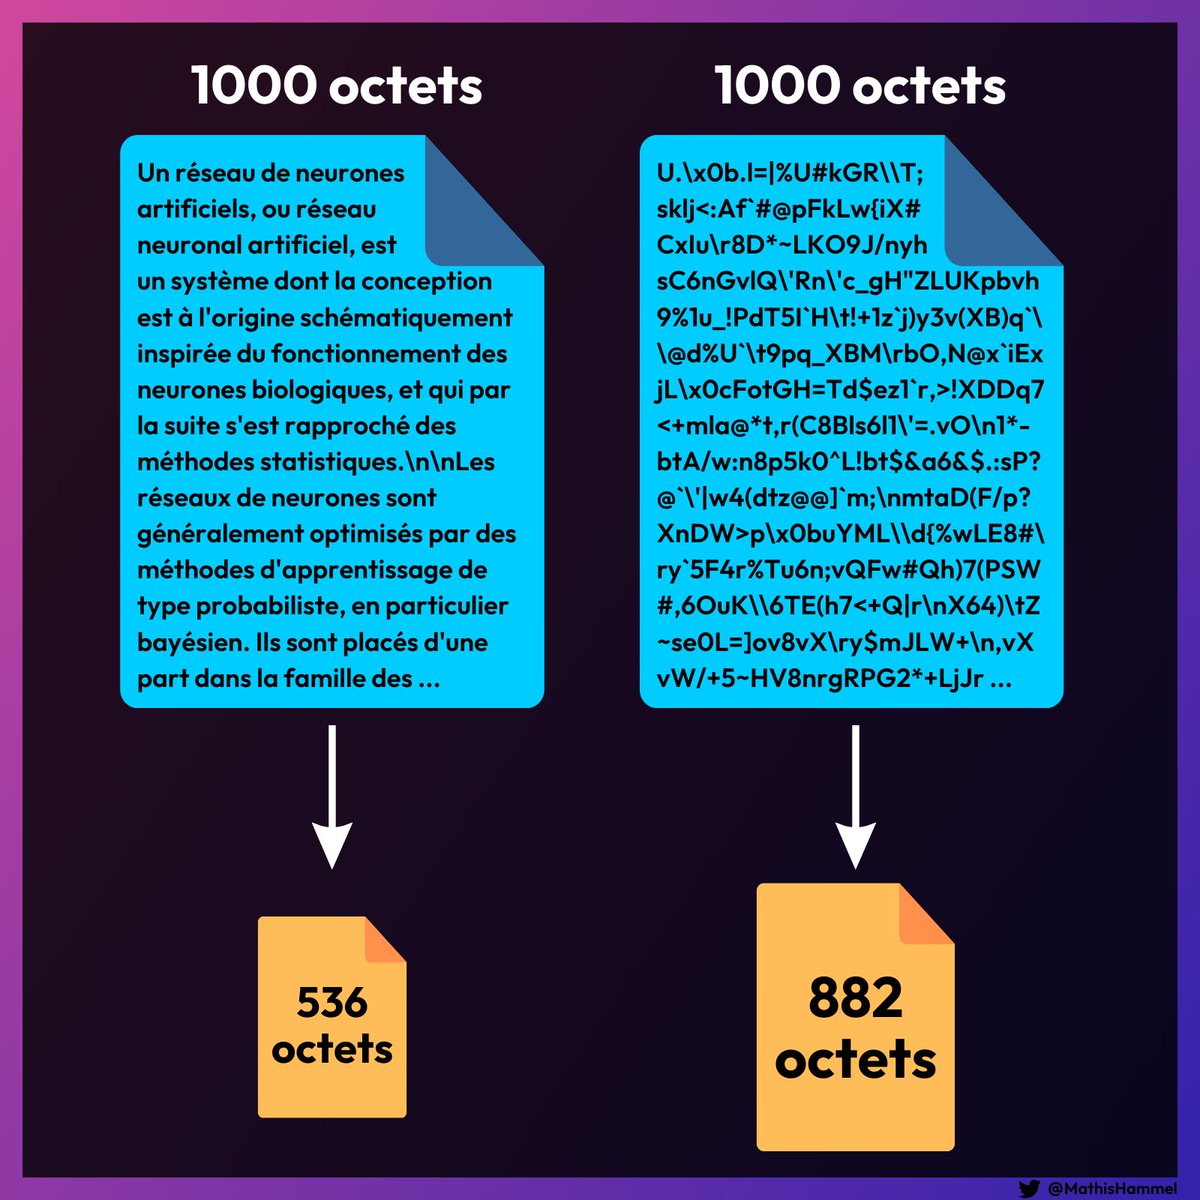 1000 octets
Un réseau de neurones
artificiels, ou réseau
neuronal artificiel, est
un système dont la conception
est à l'origine schématiquement
inspirée du fonctionnement des
neurones biologiques, et qui par
la suite s'est rapproché des
méthodes statistiques.\n\nLes
réseaux de neurones sont
généralement optimisés par des
méthodes d'apprentissage de
type probabiliste, en particulier
bayésien. Ils sont placés d'une
part dans la famille des ...
536
octets
1000 octets
U.\x0b.l=|%U#kGR\\T;
sklj<:Af`#@pFkLw{iX#
CxIu\r8D*~LKO9J/nyh
sC6nGvlQ\'Rn\'c_gH"ZLUKpbvh
9%1u_!PdT5I`H\t!+1z`j)y3v(XB)q`\
\@d%U`\t9pq_XBM\rbO,N@x`iEx
jL\x0cFotGH=Td$ez1`r,>!XDDq7
<+mla@*t,r(C8Bls6l1\'=.vO\n1*-
btA/w:n8p5k0^L!bt$&a6&$.:sP?
@`\'|w4(dtz@@]`m;\nmtaD(F/p?
XnDW>p\x0buYML\\d{%wLE8#\
ry`5F4r%Tu6n;vQFw#Qh)7(PSW
#,6OuK\\6TE(h7<+Q|r\nX64)\tZ
~se0L=]ov8vX\ry$mJLW+\n,vX
vW/+5~HV8nrgRPG2*+LjJr ...
882
octets
@MathisHammel